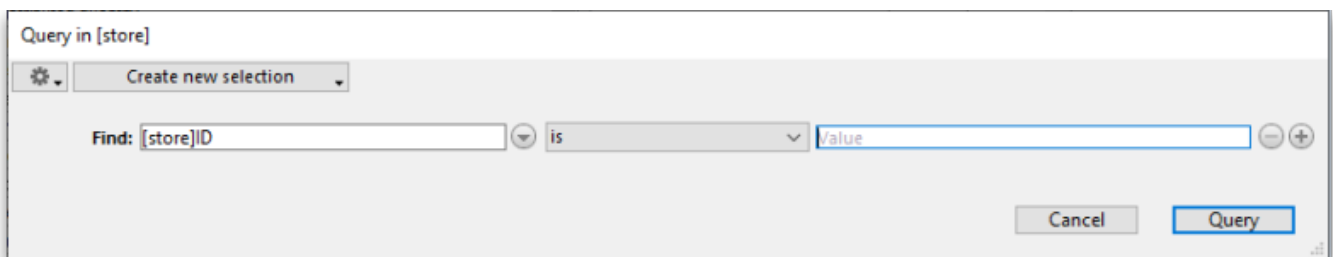 Query in [store]
Create new selection
Find: [store]ID is Value
Cancel Query